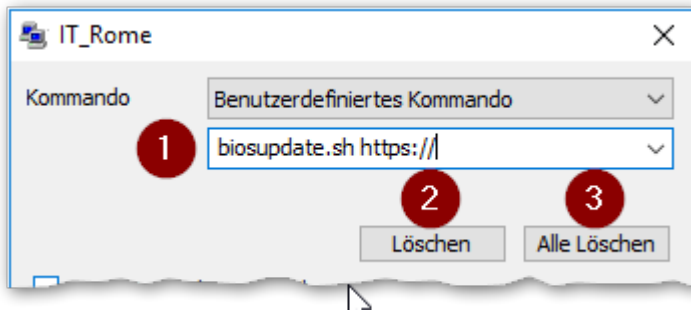 IT_Rome
Kommando
Benutzerdefiniertes Kommando
1
biosupdate.sh https://
2
3
Löschen
Alle Löschen